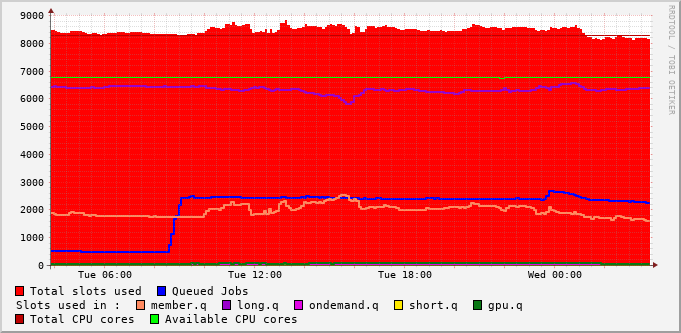 9000
8000
7000
6000
5000
4000
3000
2000
1000
0
Tue 06:00 Tue 12:00 Tue 18:00 Wed 00:00
RRDTOOL / TOBI OETIKER
Total slots used Queued Jobs
Slots used in : member.q long.q ondemand.q short.q gpu.q
Total CPU cores Available CPU cores